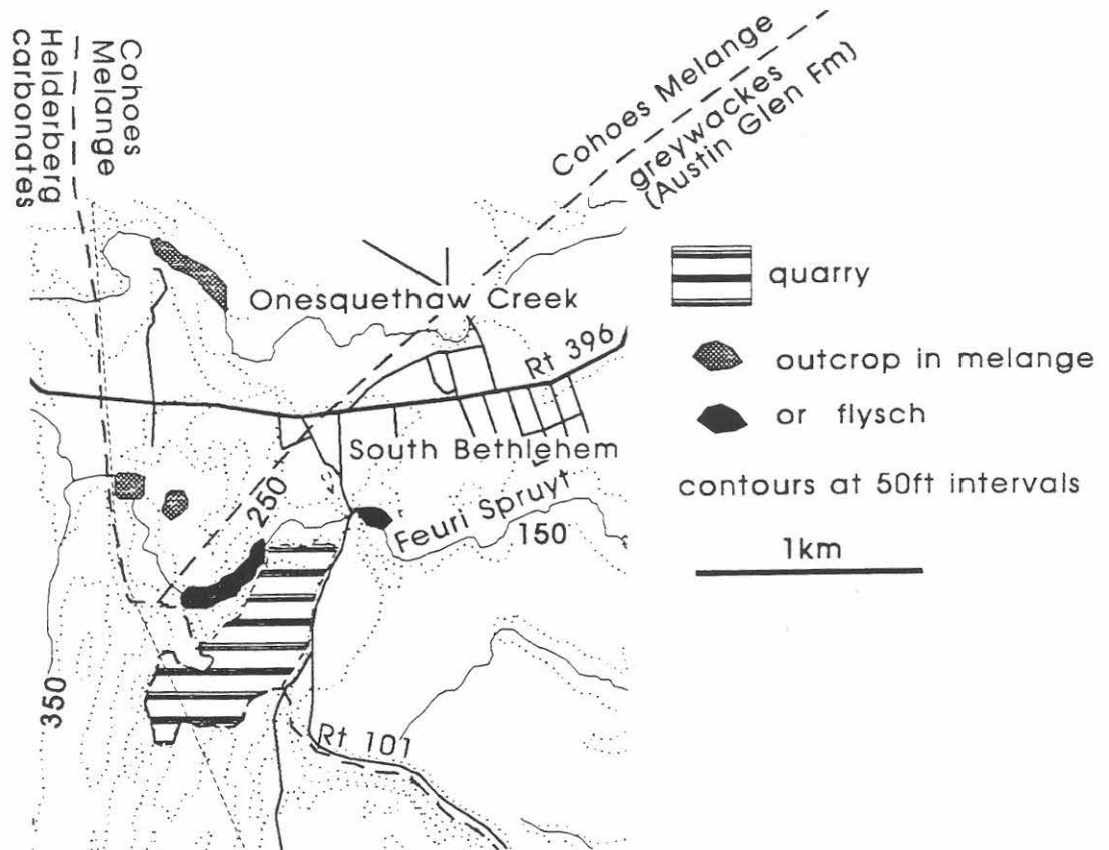 Cohoes
Melange
Helderberg
carbonates
Cohoes Melange
greywackes
(Austin Glen Fm)
quarry
Onesquethaw Creek
Rt 396
outcrop in melange
or flysch
South Bethlehem
250
Feuri Spruyt
contours at 50ft intervals
150
1km
350
Rt 101